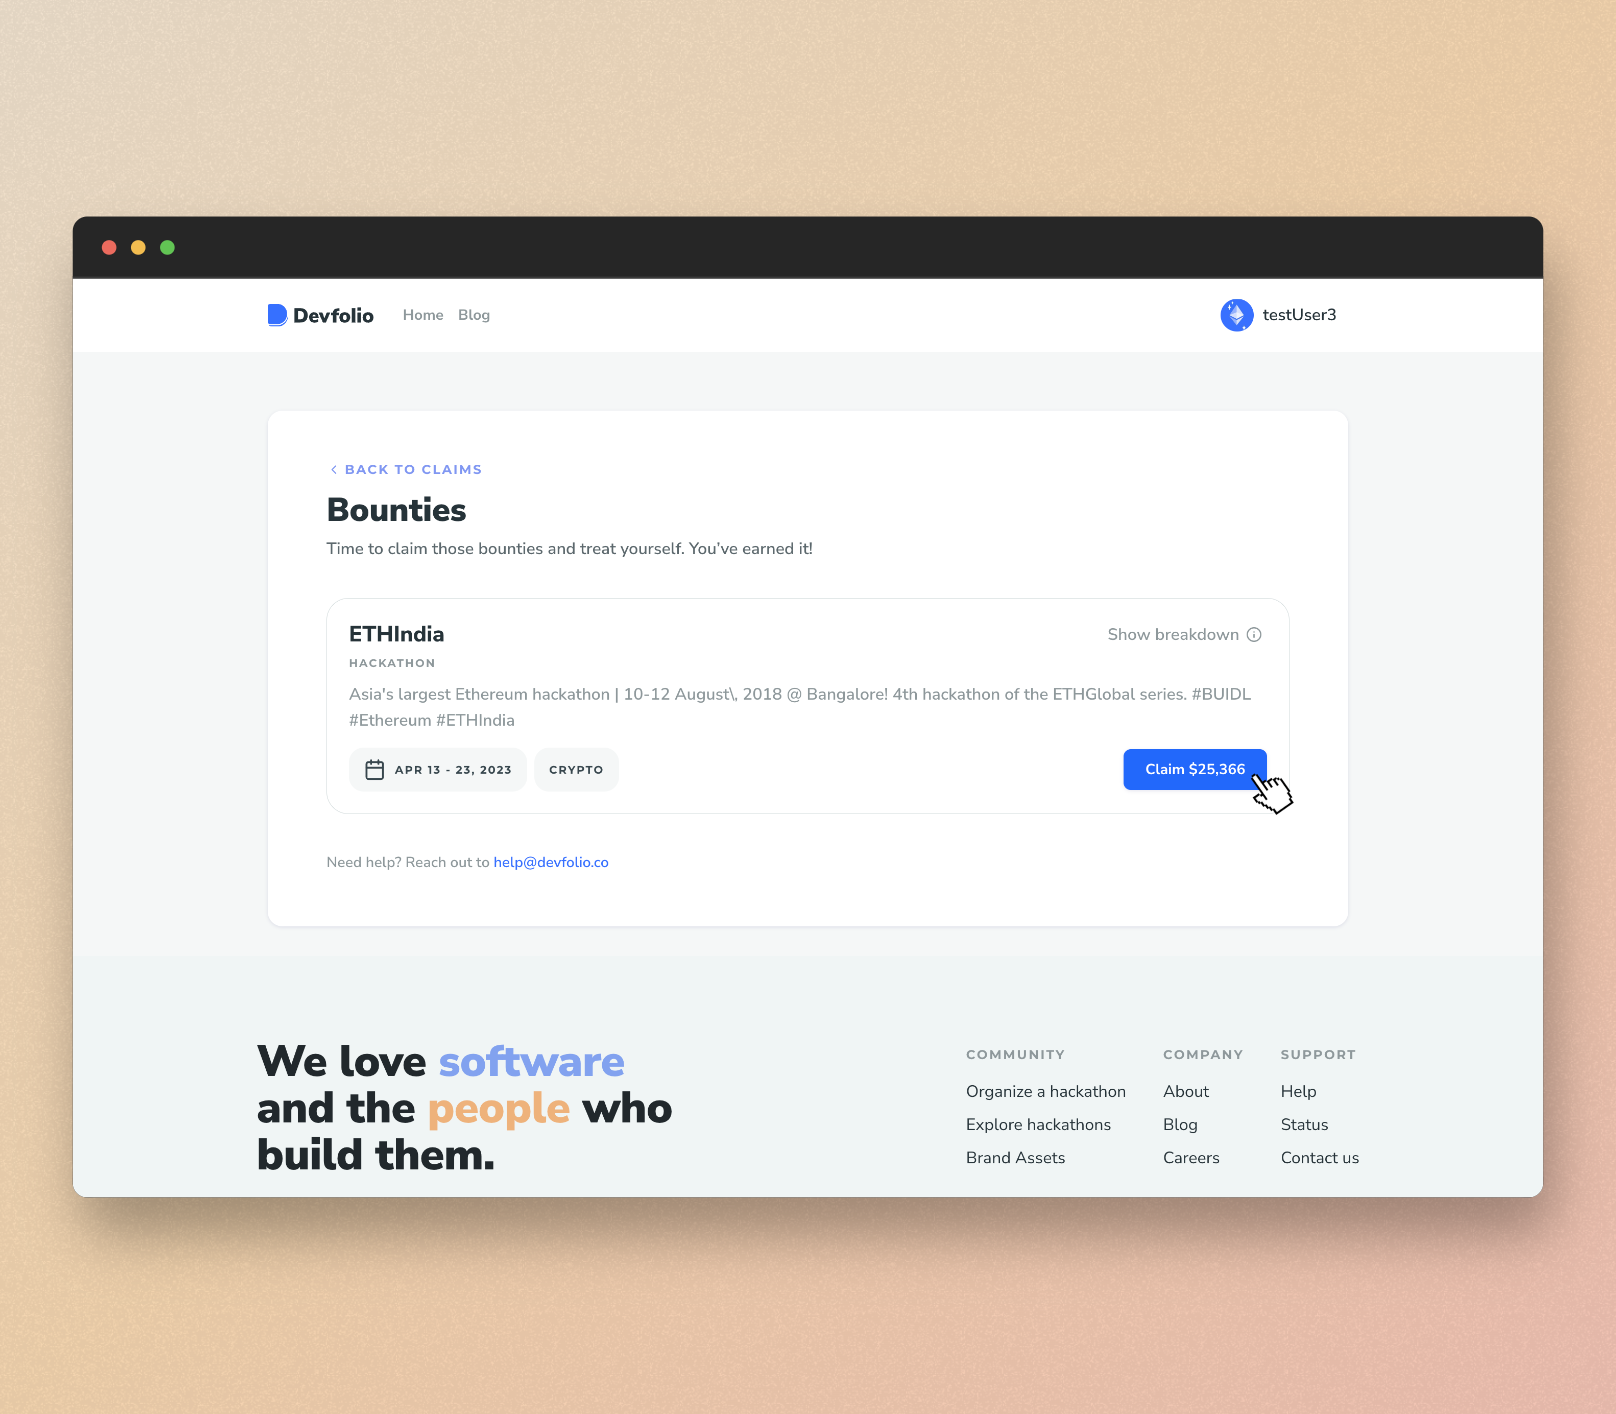 Devfolio
Home Blog
testUser3
BACK TO CLAIMS
Bounties
Time to claim those bounties and treat yourself. You’ve earned it!
ETHIndia
Show breakdown
HACKATHON
Asia's largest Ethereum hackathon | 10-12 August\, 2018 @ Bangalore! 4th hackathon of the ETHGlobal series. #BUIDL
#Ethereum #ETHIndia
APR 13 - 23, 2023
CRYPTO
Claim $25,366
Need help? Reach out to help@devfolio.co
We love software
and the people who
build them.
COMMUNITY
Organize a hackathon
Explore hackathons
Brand Assets
COMPANY
About
Blog
Careers
SUPPORT
Help
Status
Contact us